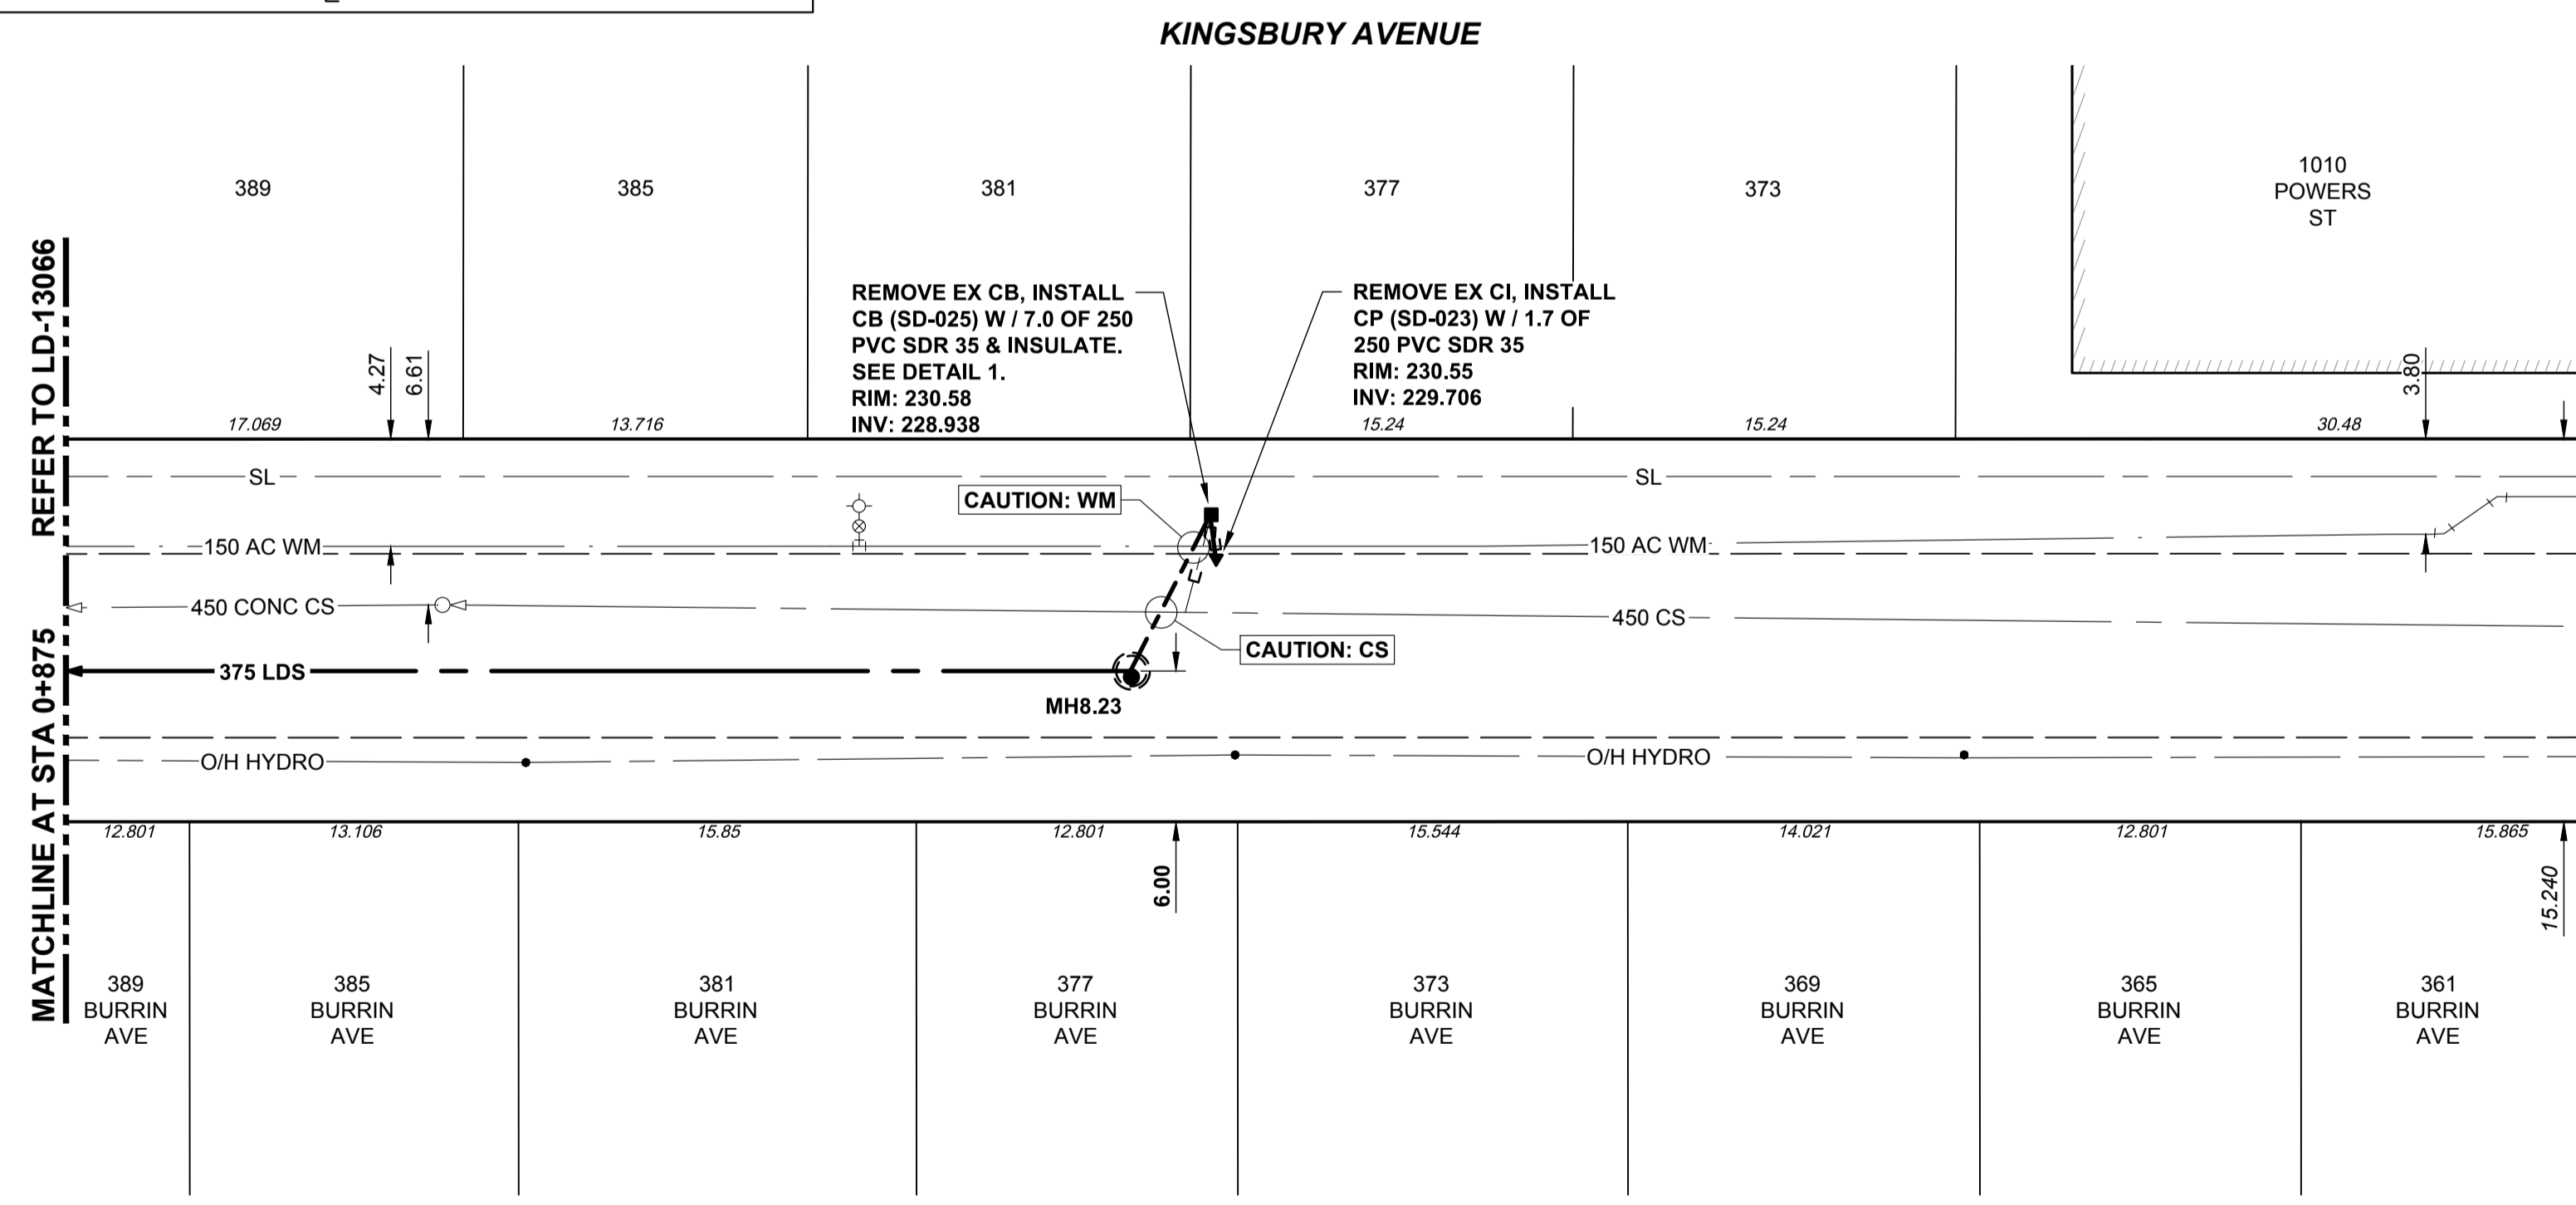 KINGSBURY AVENUE
389
385
381
377
373
1010
POWERS
ST
REFER TO LD-13066
MATCHLINE AT STA 0+875
REMOVE EX CB, INSTALL
CB (SD-025) W / 7.0 OF 250
PVC SDR 35 & INSULATE.
SEE DETAIL 1.
RIM: 230.58
INV: 228.938
REMOVE EX CI, INSTALL
CP (SD-023) W / 1.7 OF
250 PVC SDR 35
RIM: 230.55
INV: 229.706
4.27
6.61
3.80
17.069
13.716
15.24
15.24
30.48
SL
SL
CAUTION: WM
150 AC WM
150 AC WM
450 CONC CS
450 CS
CAUTION: CS
375 LDS
MH8.23
O/H HYDRO
O/H HYDRO
12.801
13.106
15.85
12.801
15.544
14.021
12.801
15.865
6.00
15.240
389
BURRIN
AVE
385
BURRIN
AVE
381
BURRIN
AVE
377
BURRIN
AVE
373
BURRIN
AVE
369
BURRIN
AVE
365
BURRIN
AVE
361
BURRIN
AVE